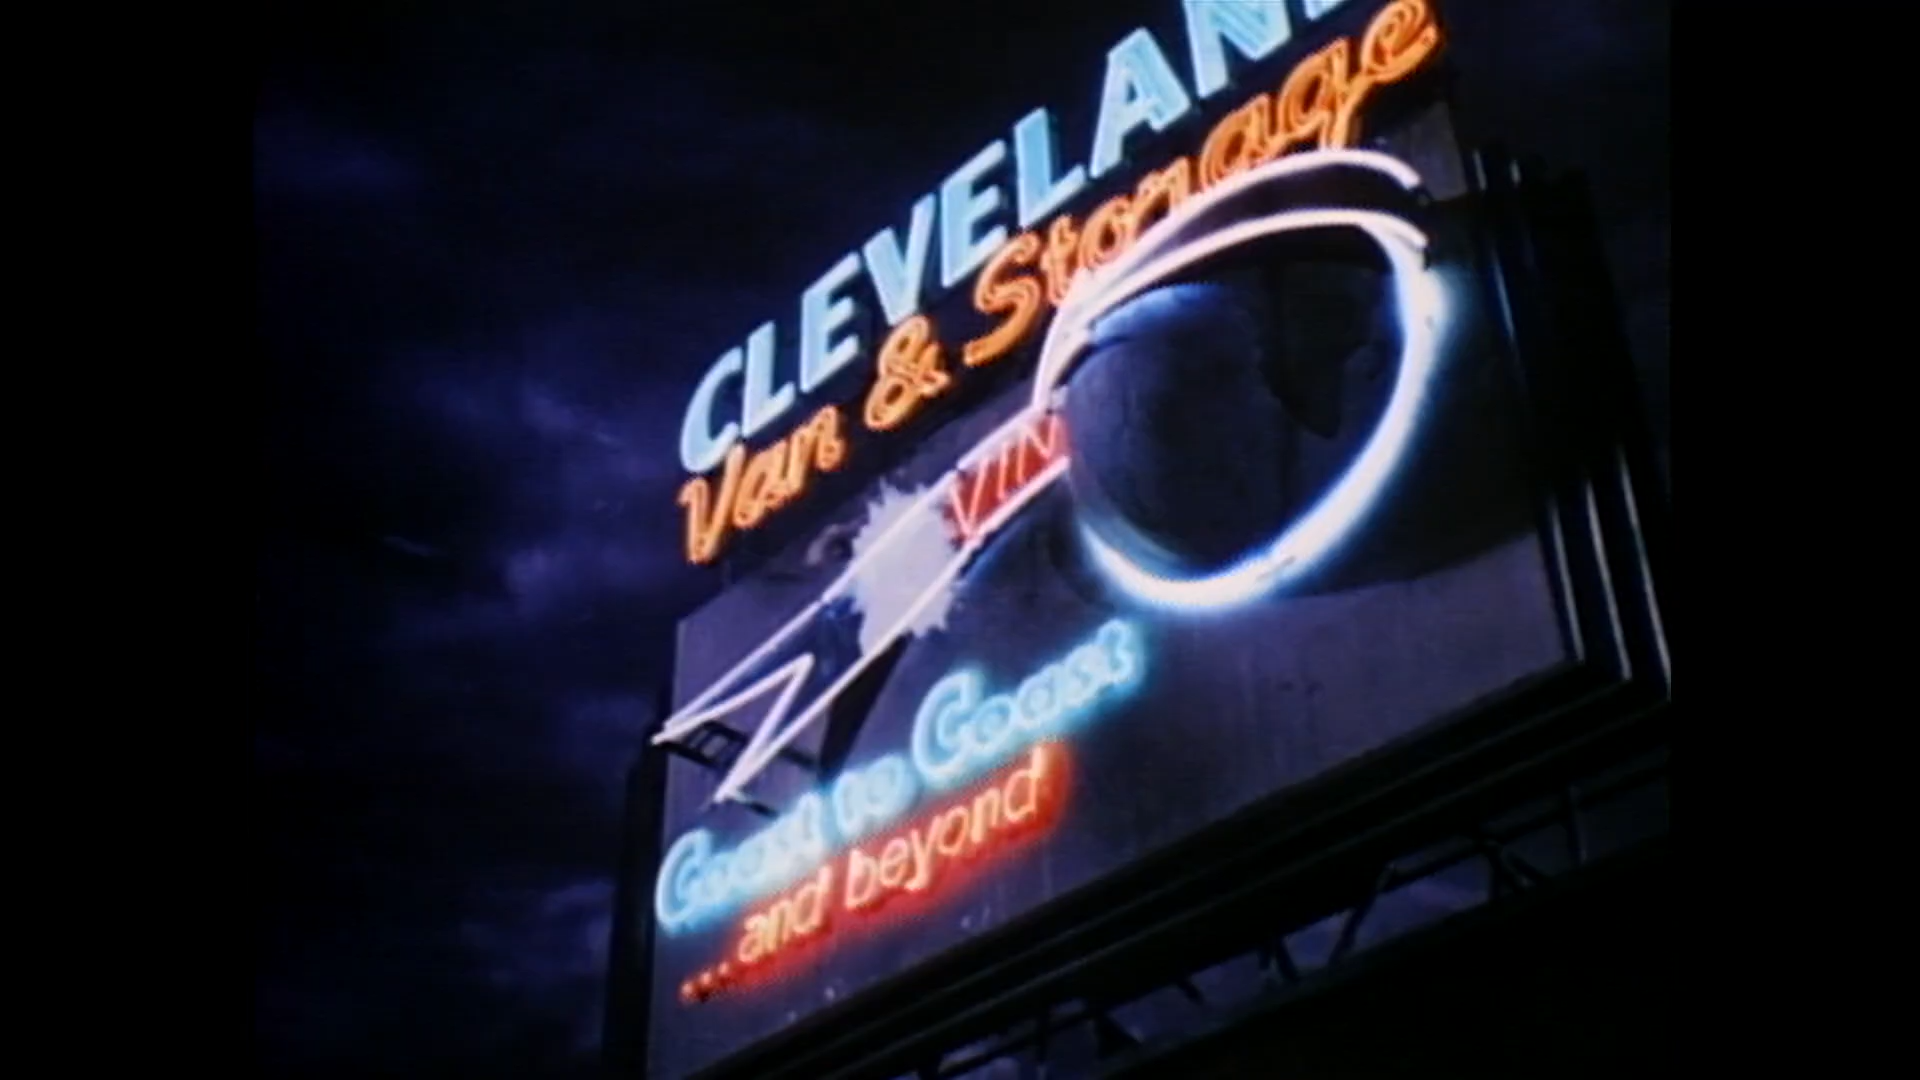 CLEVELAN
Van & Storage
VIN
Coast to Coast
...and beyond